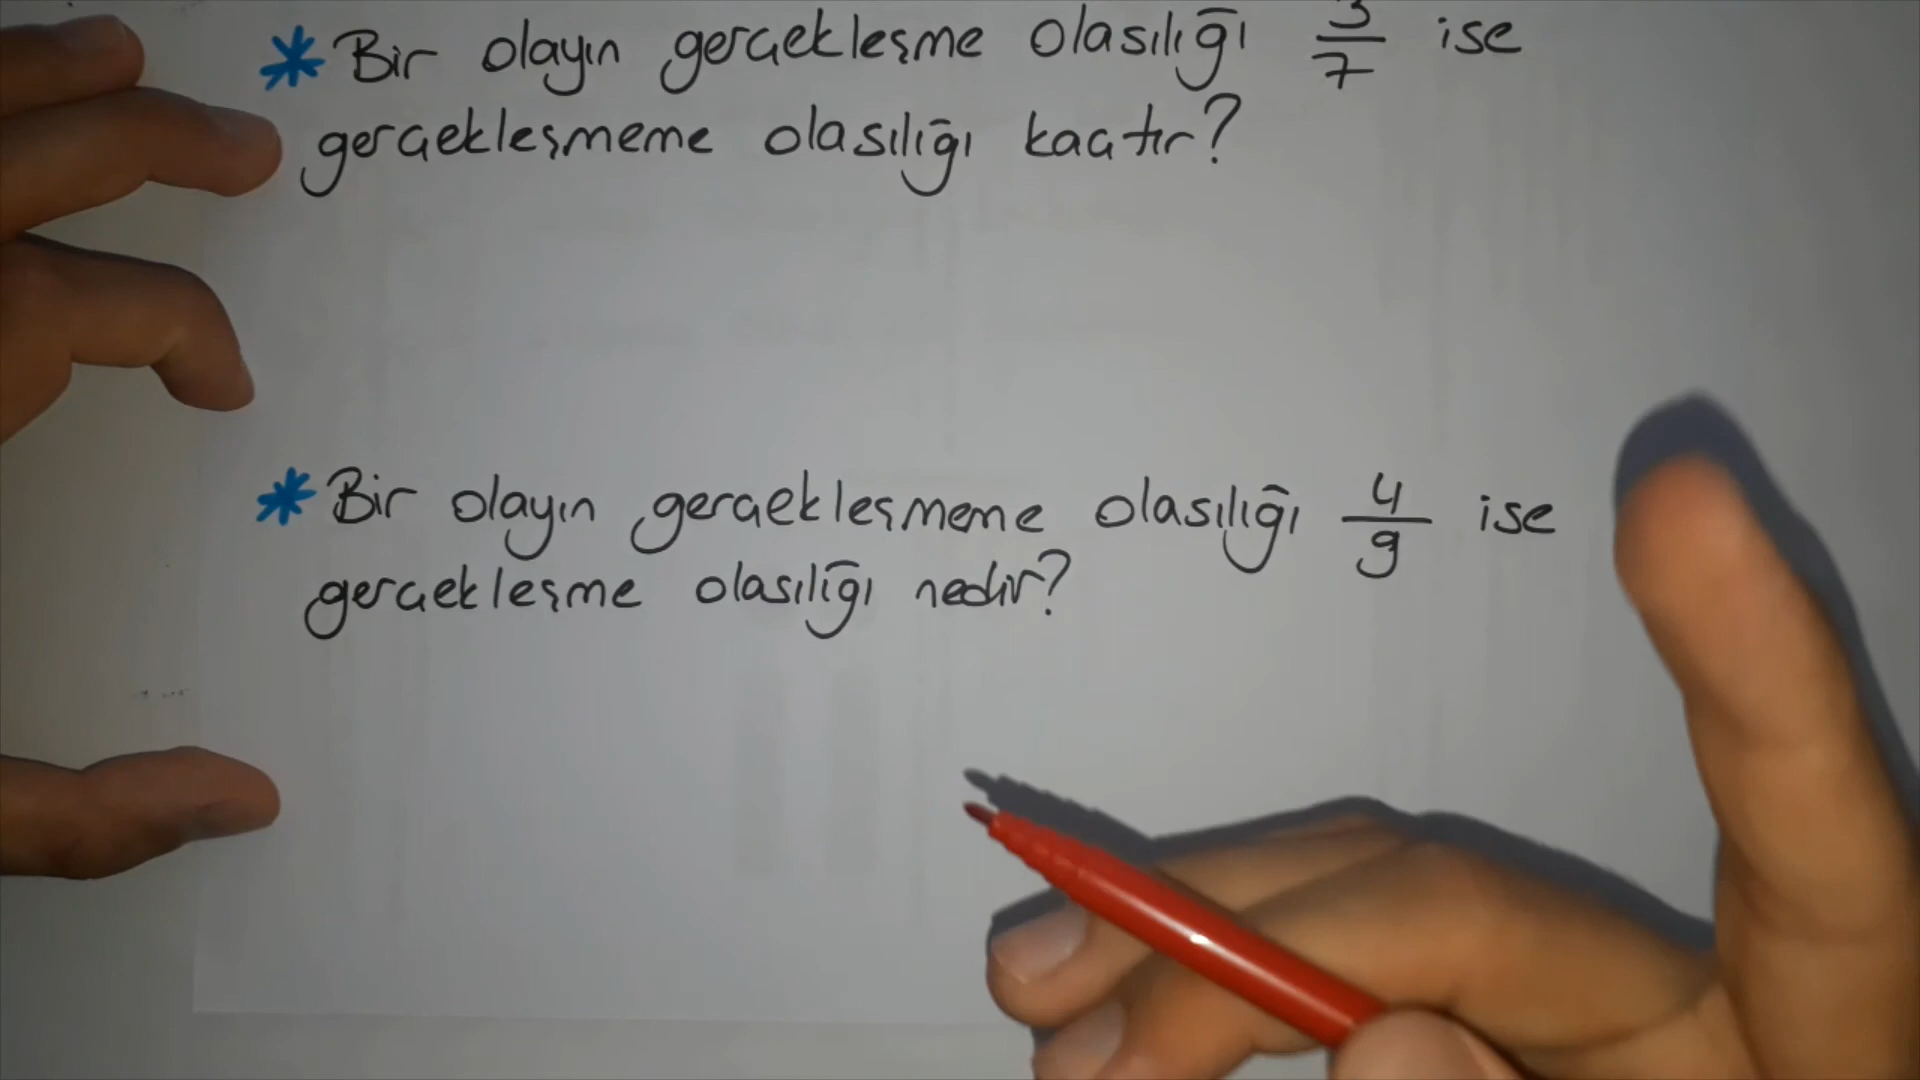 * Bir olayın gerçekleşme olasılığı 3/7 ise
gerçekleşmeme olasılığı kaçtır?
* Bir olayın gerçekleşmeme olasılığı 4/9 ise
gerçekleşme olasılığı nedir?